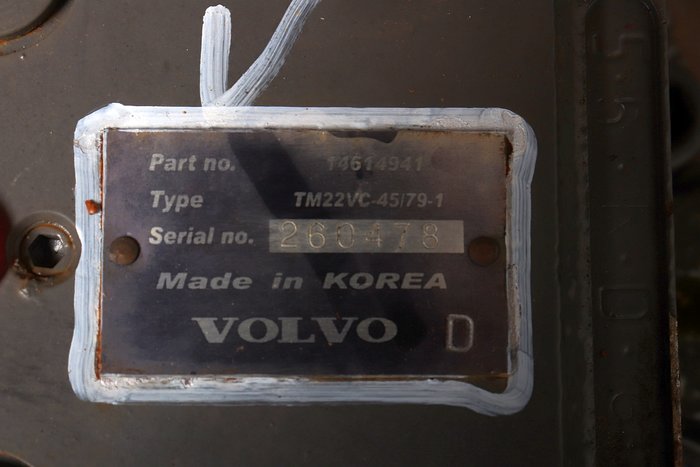 Part no. 14614941
Type TM22VC-45/79-1
Serial no. 260478
Made in KOREA
VOLVO D